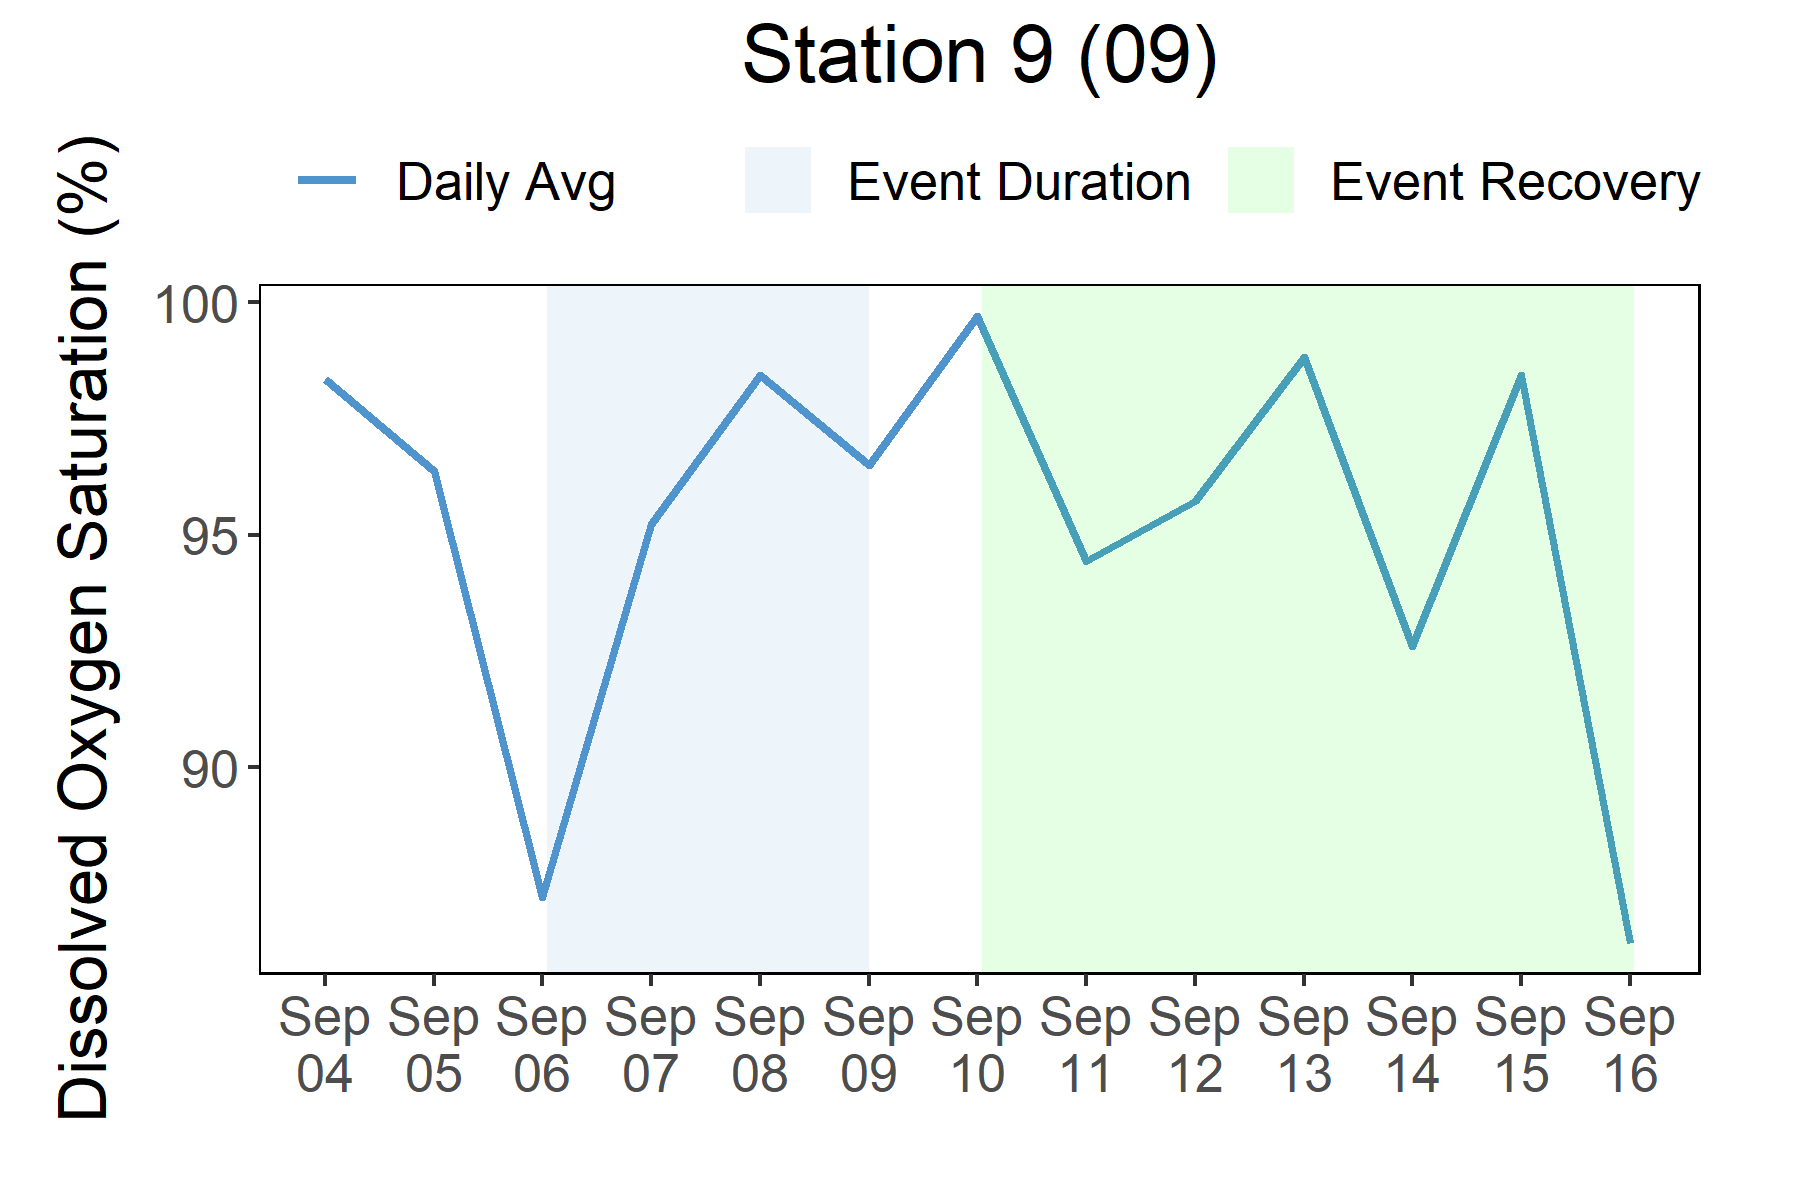 Station 9 (09)
Daily Avg
Event Duration
Event Recovery
Dissolved Oxygen Saturation (%)
100
95
90
Sep 04
Sep 05
Sep 06
Sep 07
Sep 08
Sep 09
Sep 10
Sep 11
Sep 12
Sep 13
Sep 14
Sep 15
Sep 16